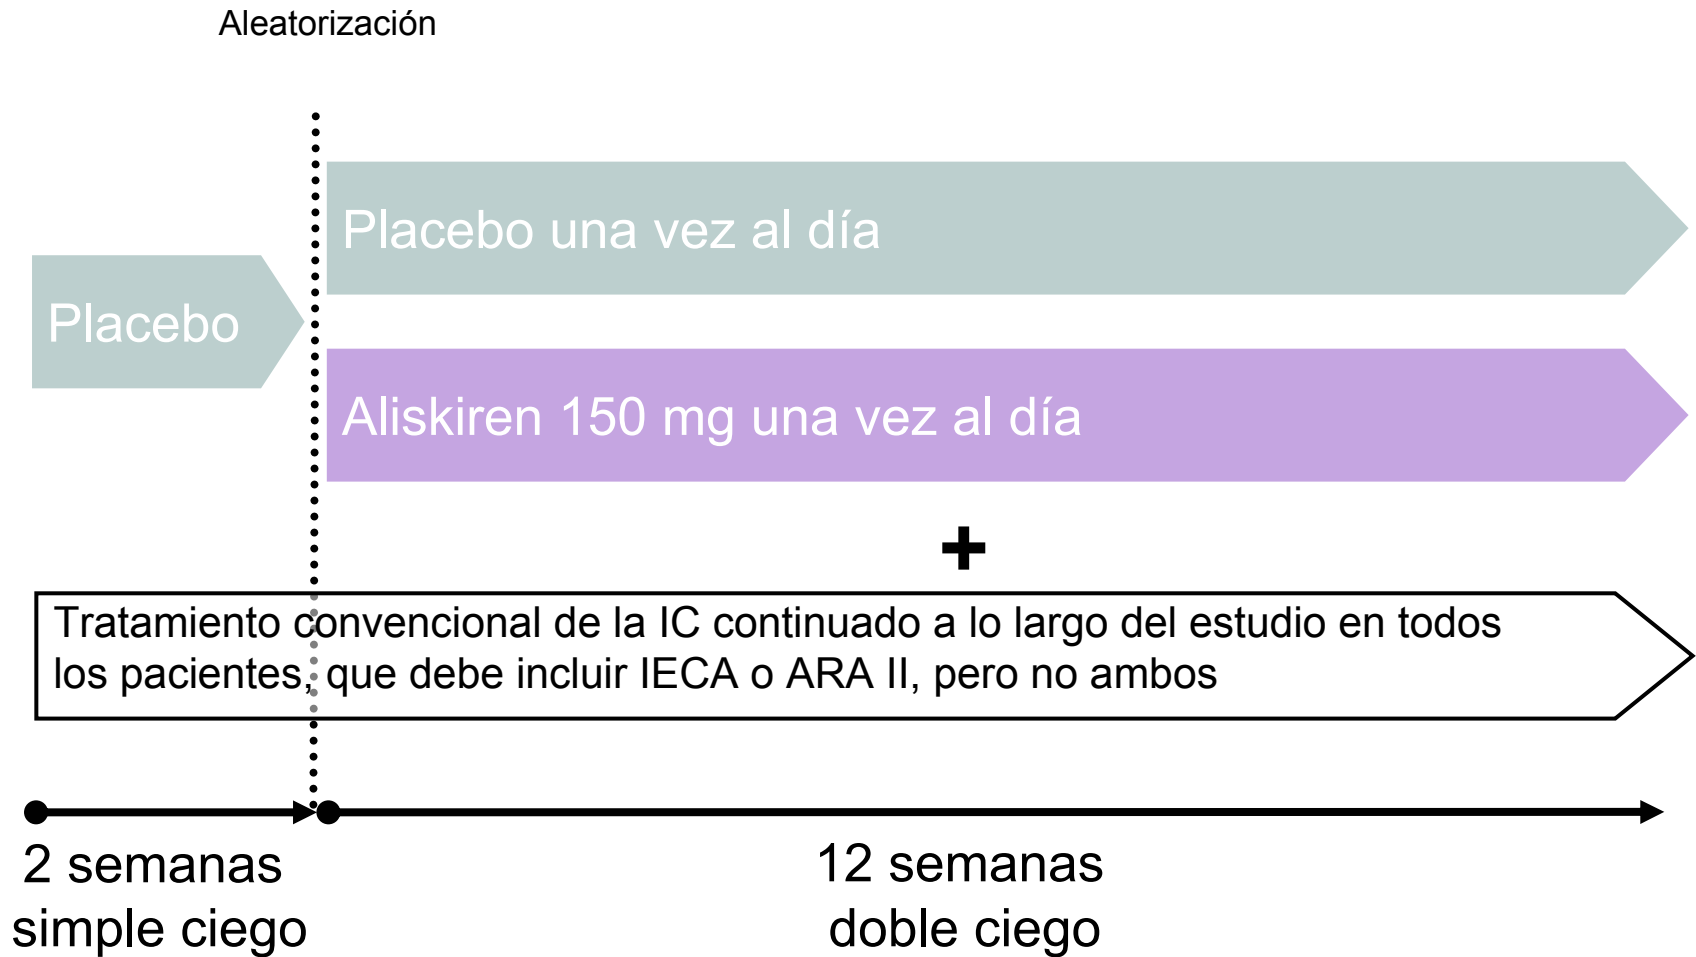 Aleatorización
Placebo una vez al día
Placebo
Aliskiren 150 mg una vez al día
+
Tratamiento convencional de la IC continuado a lo largo del estudio en todos
los pacientes, que debe incluir IECA o ARA II, pero no ambos
2 semanas
simple ciego
12 semanas
doble ciego